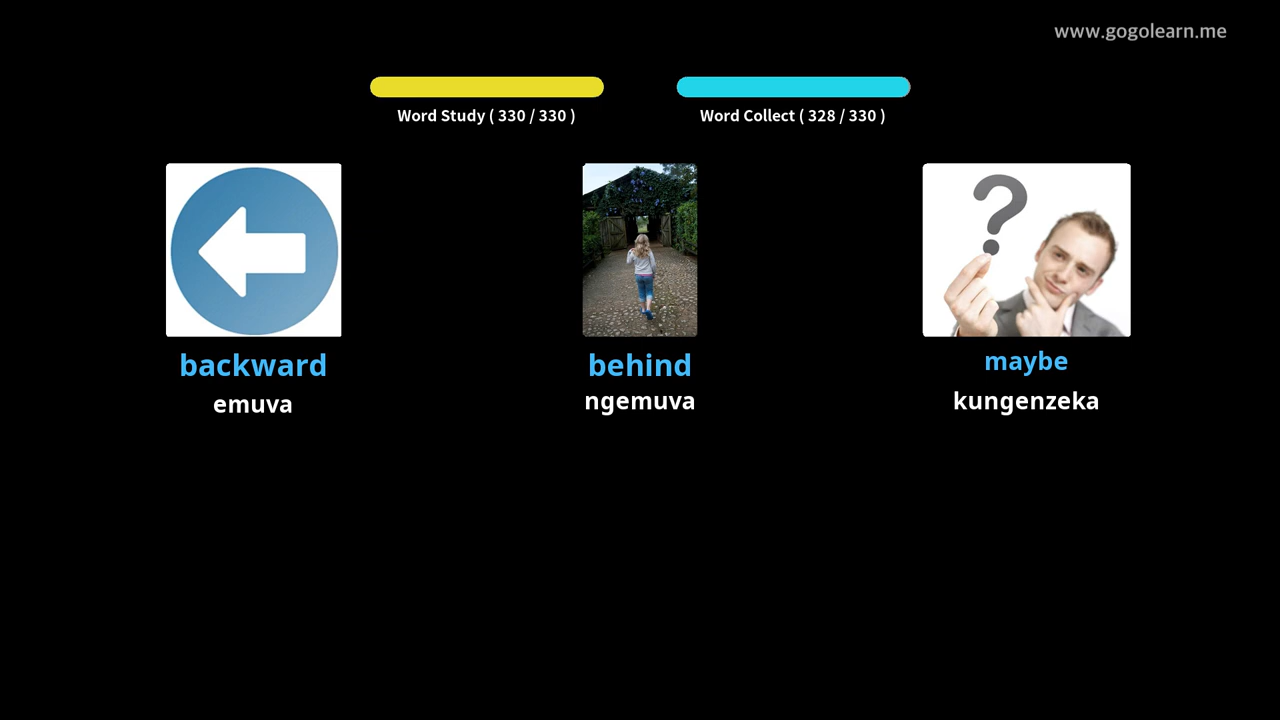 www.gogolearn.me
Word Study ( 330 / 330 )
Word Collect ( 328 / 330 )
backward
emuva
behind
ngemuva
maybe
kungenzeka